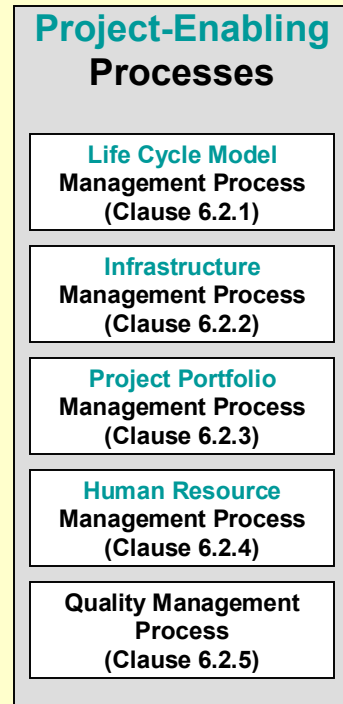 Project-Enabling
Processes
Life Cycle Model
Management Process
(Clause 6.2.1)
Infrastructure
Management Process
(Clause 6.2.2)
Project Portfolio
Management Process
(Clause 6.2.3)
Human Resource
Management Process
(Clause 6.2.4)
Quality Management
Process
(Clause 6.2.5)